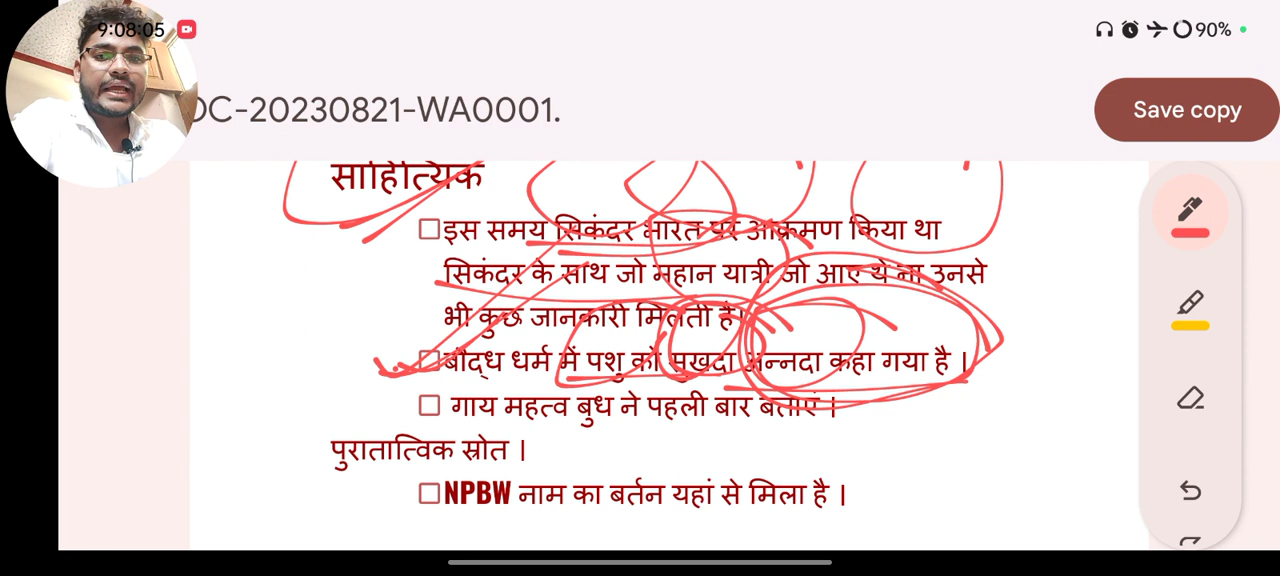 9:08:05
90%
OC-20230821-WA0001.
Save copy
साहित्यिक
इस समय सिकंदर भारत पर आक्रमण किया था
सिकंदर के साथ जो महान यात्री जो आए थे ना उनसे
भी कुछ जानकारी मिलती है।
बौद्ध धर्म में पशु को सुखदा अन्नदा कहा गया है ।
गाय महत्व बुध ने पहली बार बताएं ।
पुरातात्विक स्रोत ।
NPBW नाम का बर्तन यहां से मिला है ।